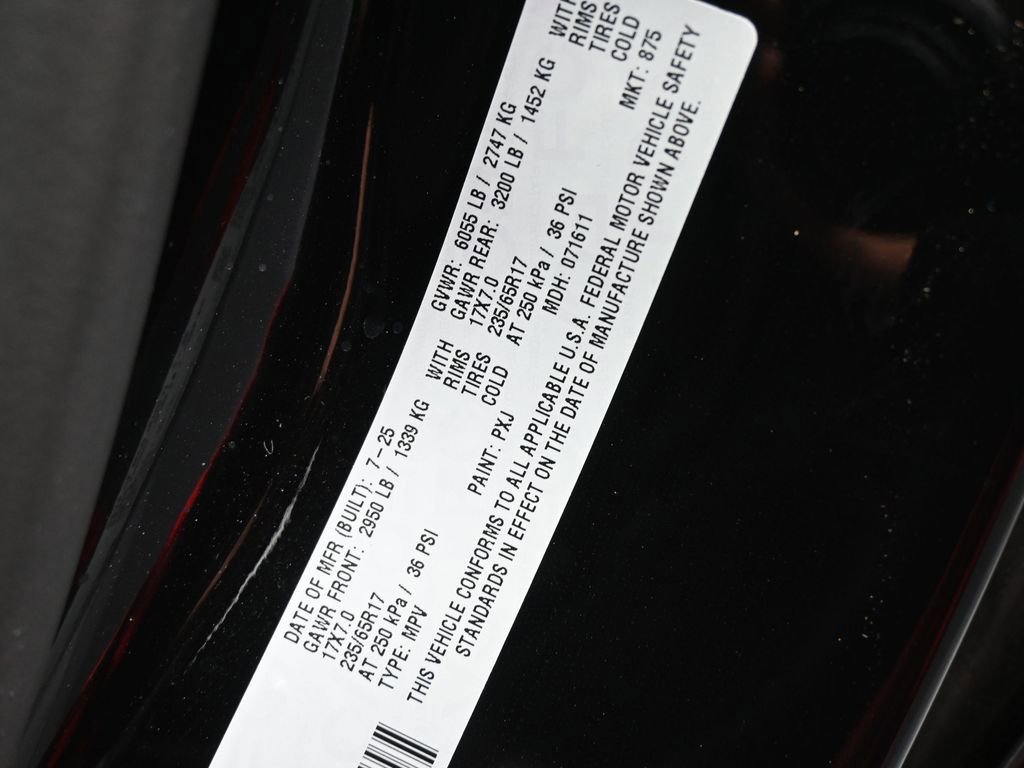 DATE OF MFR (BUILT): 7-25 GVWR: 6055 LB / 2747 KG
GAWR FRONT: 2950 LB / 1339 KG WITH GAWR REAR: 3200 LB / 1452 KG WITH
17X7.0 RIMS 17X7.0 RIMS
235/65R17 TIRES 235/65R17 TIRES
AT 250 kPa / 36 PSI COLD AT 250 kPa / 36 PSI COLD
TYPE: MPV PAINT: PXJ MDH: 071611 MKT: 875
THIS VEHICLE CONFORMS TO ALL APPLICABLE U.S.A. FEDERAL MOTOR VEHICLE SAFETY
STANDARDS IN EFFECT ON THE DATE OF MANUFACTURE SHOWN ABOVE.